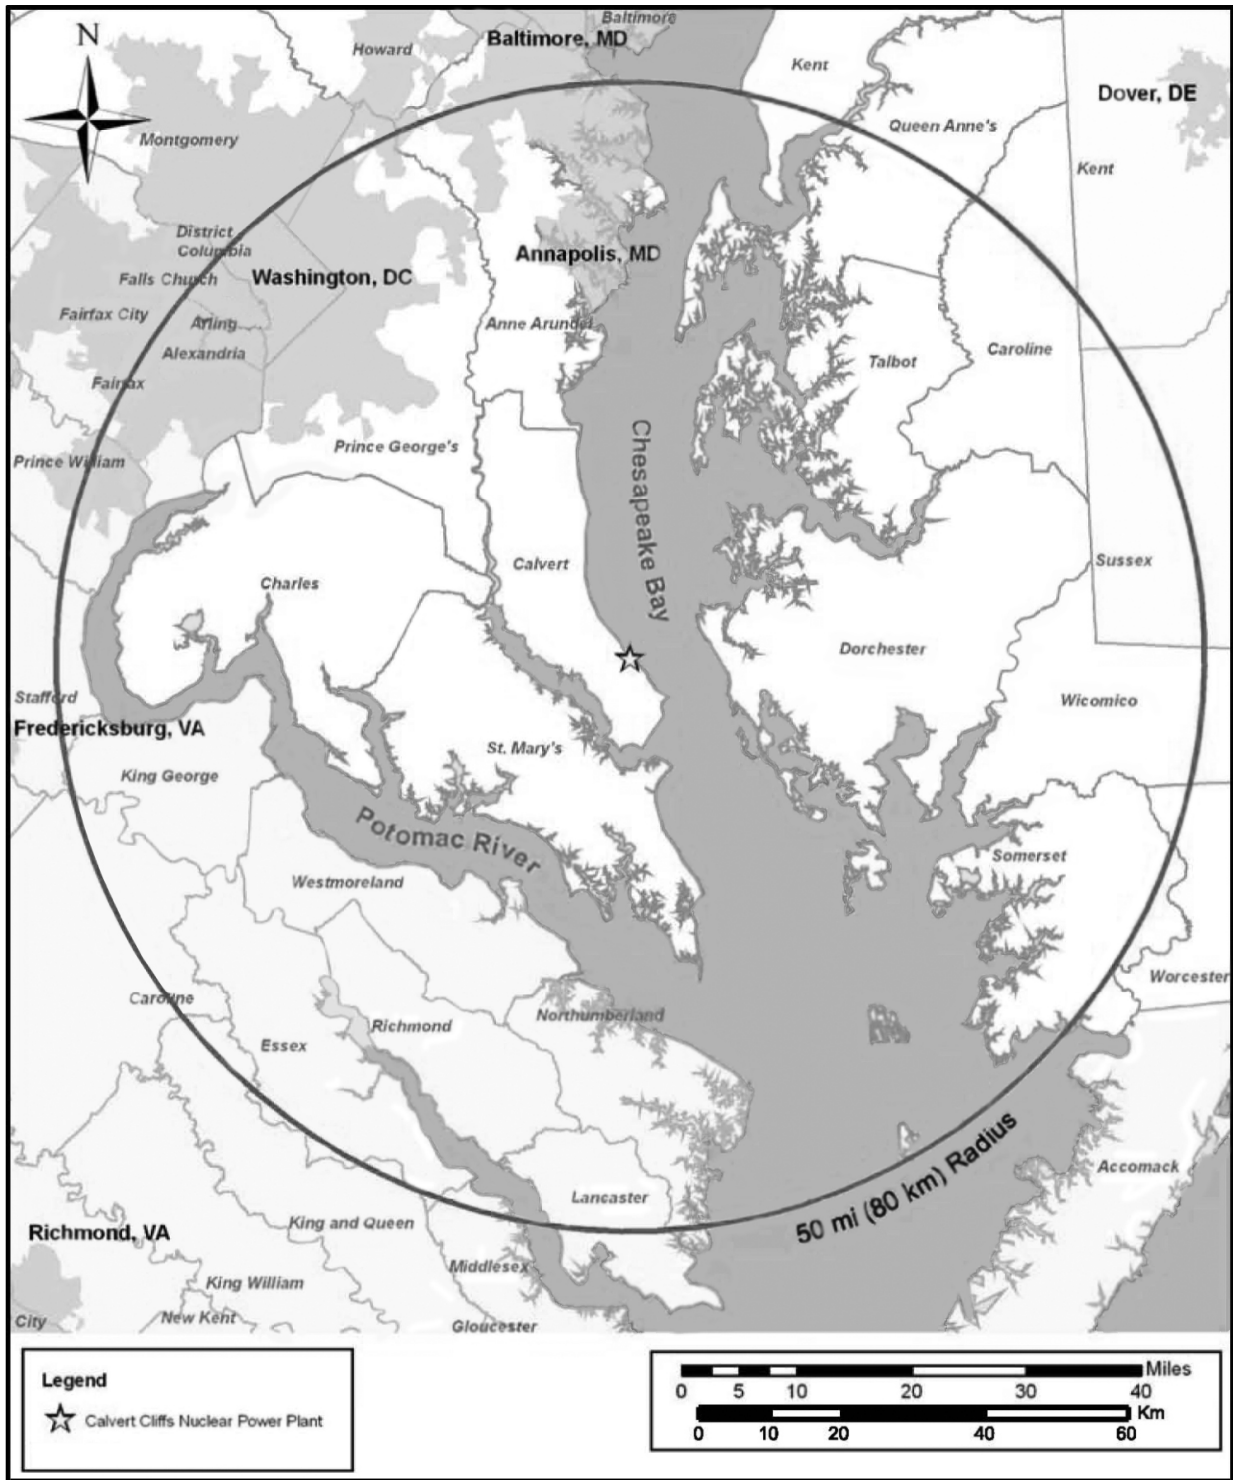 N
Baltimore
Baltimore, MD
Howard
Kent
Dover, DE
Queen Anne's
Montgomery
Kent
District
Columbia
Annapolis, MD
Washington, DC
Falls Church
Fairfax City
Arling
Anne Arundel
Alexandria
Caroline
Talbot
Fairfax
Prince George's
Prince William
Chesapeake Bay
Calvert
Sussex
Charles
Dorchester
Stafford
Wicomico
Fredericksburg, VA
St. Mary's
King George
Potomac River
Somerset
Westmoreland
Worcester
Caroline
Northumberland
Richmond
Essex
50 mi (80 km) Radius
Accomack
Lancaster
King and Queen
Richmond, VA
Middlesex
King William
New Kent
City
Gloucester
Legend
Calvert Cliffs Nuclear Power Plant
Miles
0 5 10 20 30 40
Km
0 10 20 40 60